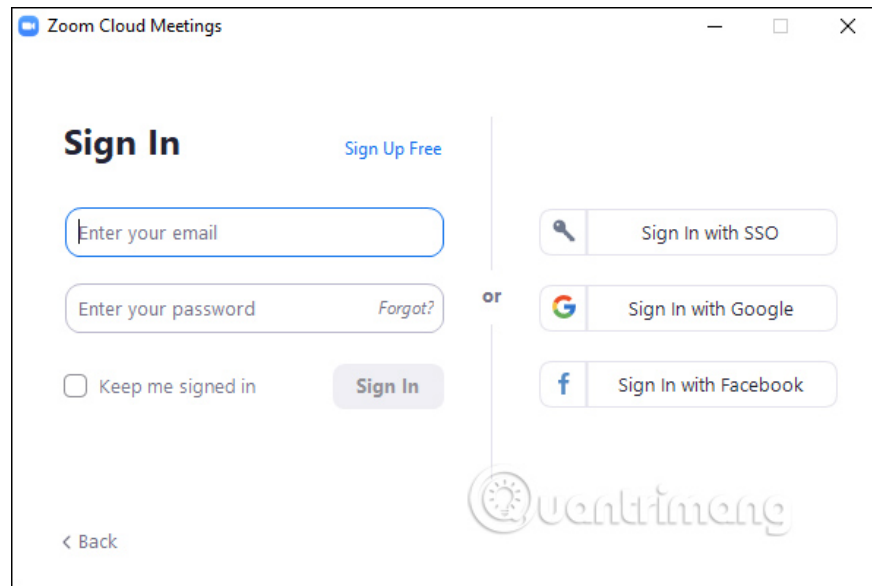 Zoom Cloud Meetings
Sign In
Sign Up Free
Enter your email
Enter your password
Forgot?
Keep me signed in
Sign In
or
Sign In with SSO
Sign In with Google
Sign In with Facebook
Quantrimang
< Back